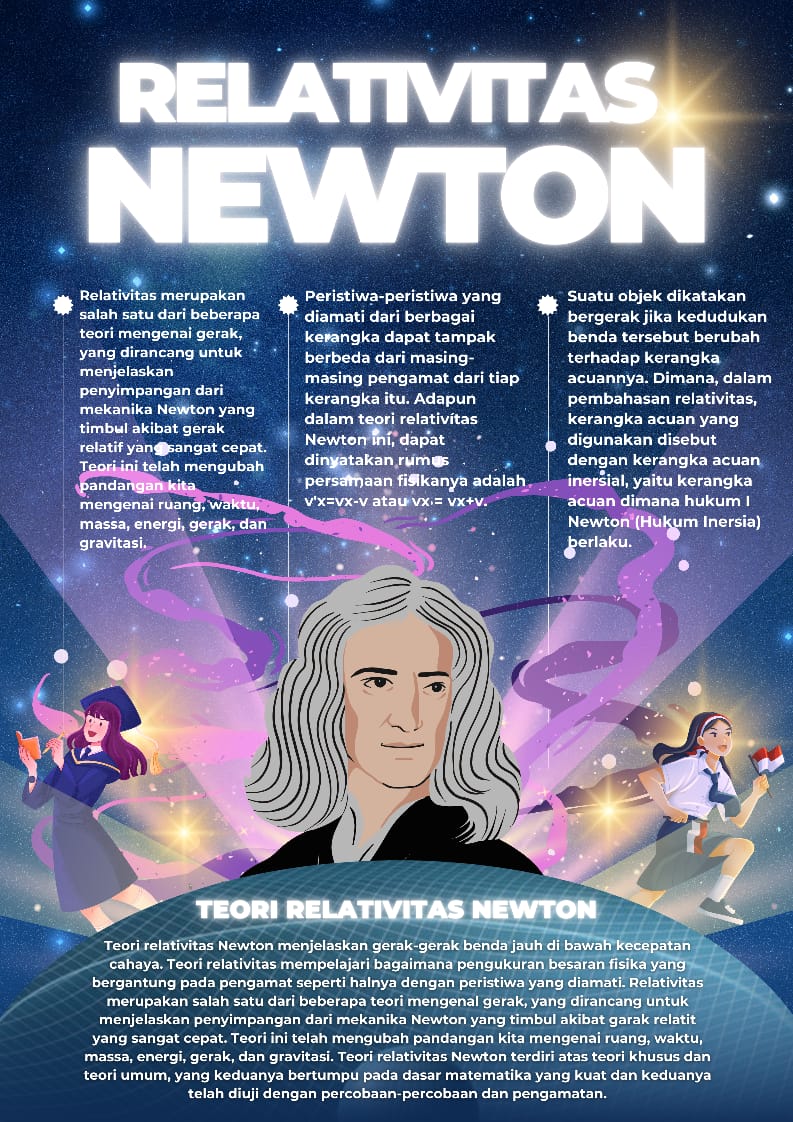 RELATIVITAS
NEWTON
Relativitas merupakan
salah satu dari beberapa
teori mengenai gerak,
yang dirancang untuk
menjelaskan
penyimpangan dari
mekanika Newton yang
timbul akibat gerak
relatif yang sangat cepat.
Teori ini telah mengubah
pandangan kita
mengenai ruang, waktu,
massa, energi, gerak, dan
gravitasi.
Peristiwa-peristiwa yang
diamati dari berbagai
kerangka dapat tampak
berbeda dari masing-
masing pengamat dari tiap
kerangka itu. Adapun
dalam teori relativitas
Newton ini, dapat
dinyatakan rumus
persamaan fisikanya adalah
v'x=vx-v atau vx = vx+v.
Suatu objek dikatakan
bergerak jika kedudukan
benda tersebut berubah
terhadap kerangka
acuannya. Dimana, dalam
pembahasan relativitas,
kerangka acuan yang
digunakan disebut
dengan kerangka acuan
inersial, yaitu kerangka
acuan dimana hukum I
Newton (Hukum Inersia)
berlaku.
TEORI RELATIVITAS NEWTON
Teori relativitas Newton menjelaskan gerak-gerak benda jauh di bawah kecepatan
cahaya. Teori relativitas mempelajari bagaimana pengukuran besaran fisika yang
bergantung pada pengamat seperti halnya dengan peristiwa yang diamati. Relativitas
merupakan salah satu dari beberapa teori mengenal gerak, yang dirancang untuk
menjelaskan penyimpangan dari mekanika Newton yang timbul akibat garak relatit
yang sangat cepat. Teori ini telah mengubah pandangan kita mengenai ruang, waktu,
massa, energi, gerak, dan gravitasi. Teori relativitas Newton terdiri atas teori khusus dan
teori umum, yang keduanya bertumpu pada dasar matematika yang kuat dan keduanya
telah diuji dengan percobaan-percobaan dan pengamatan.